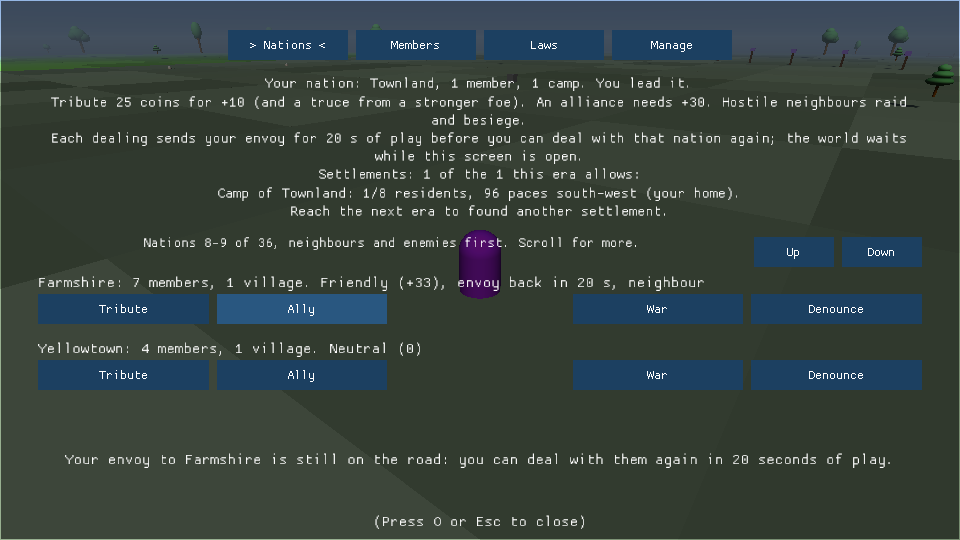 > Nations <
Members
Laws
Manage
Your nation: Townland, 1 member, 1 camp. You lead it.
Tribute 25 coins for +10 (and a truce from a stronger foe). An alliance needs +30. Hostile neighbours raid
and besiege.
Each dealing sends your envoy for 20 s of play before you can deal with that nation again; the world waits
while this screen is open.
Settlements: 1 of the 1 this era allows:
Camp of Townland: 1/8 residents, 96 paces south-west (your home).
Reach the next era to found another settlement.
Nations 8-9 of 36, neighbours and enemies first. Scroll for more.
Up
Down
Farmshire: 7 members, 1 village. Friendly (+33), envoy back in 20 s, neighbour
Tribute
Ally
War
Denounce
Yellowtown: 4 members, 1 village. Neutral (0)
Tribute
Ally
War
Denounce
Your envoy to Farmshire is still on the road: you can deal with them again in 20 seconds of play.
(Press O or Esc to close)